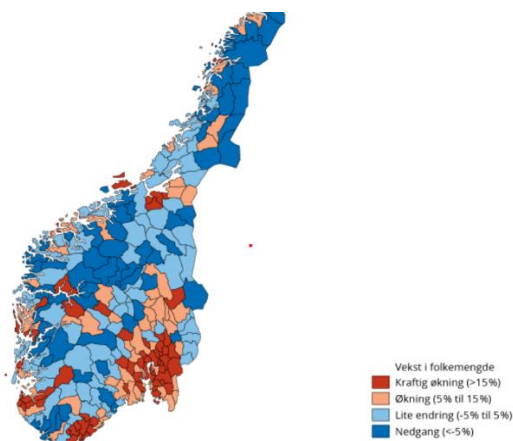 Vekst i folkemengde
Kraftig økning (>15%)
Økning (5% til 15%)
Lite endring (-5% til 5%)
Nedgang (<-5%)